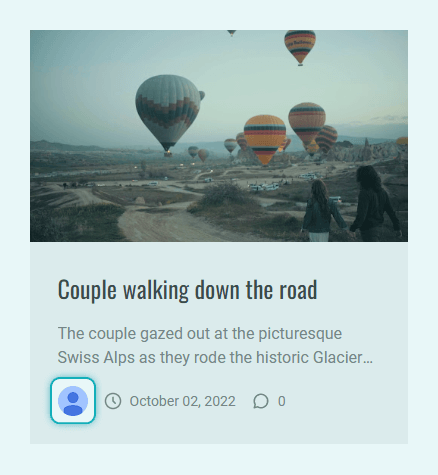 Couple walking down the road
The couple gazed out at the picturesque
Swiss Alps as they rode the historic Glacier...
October 02, 2022 0